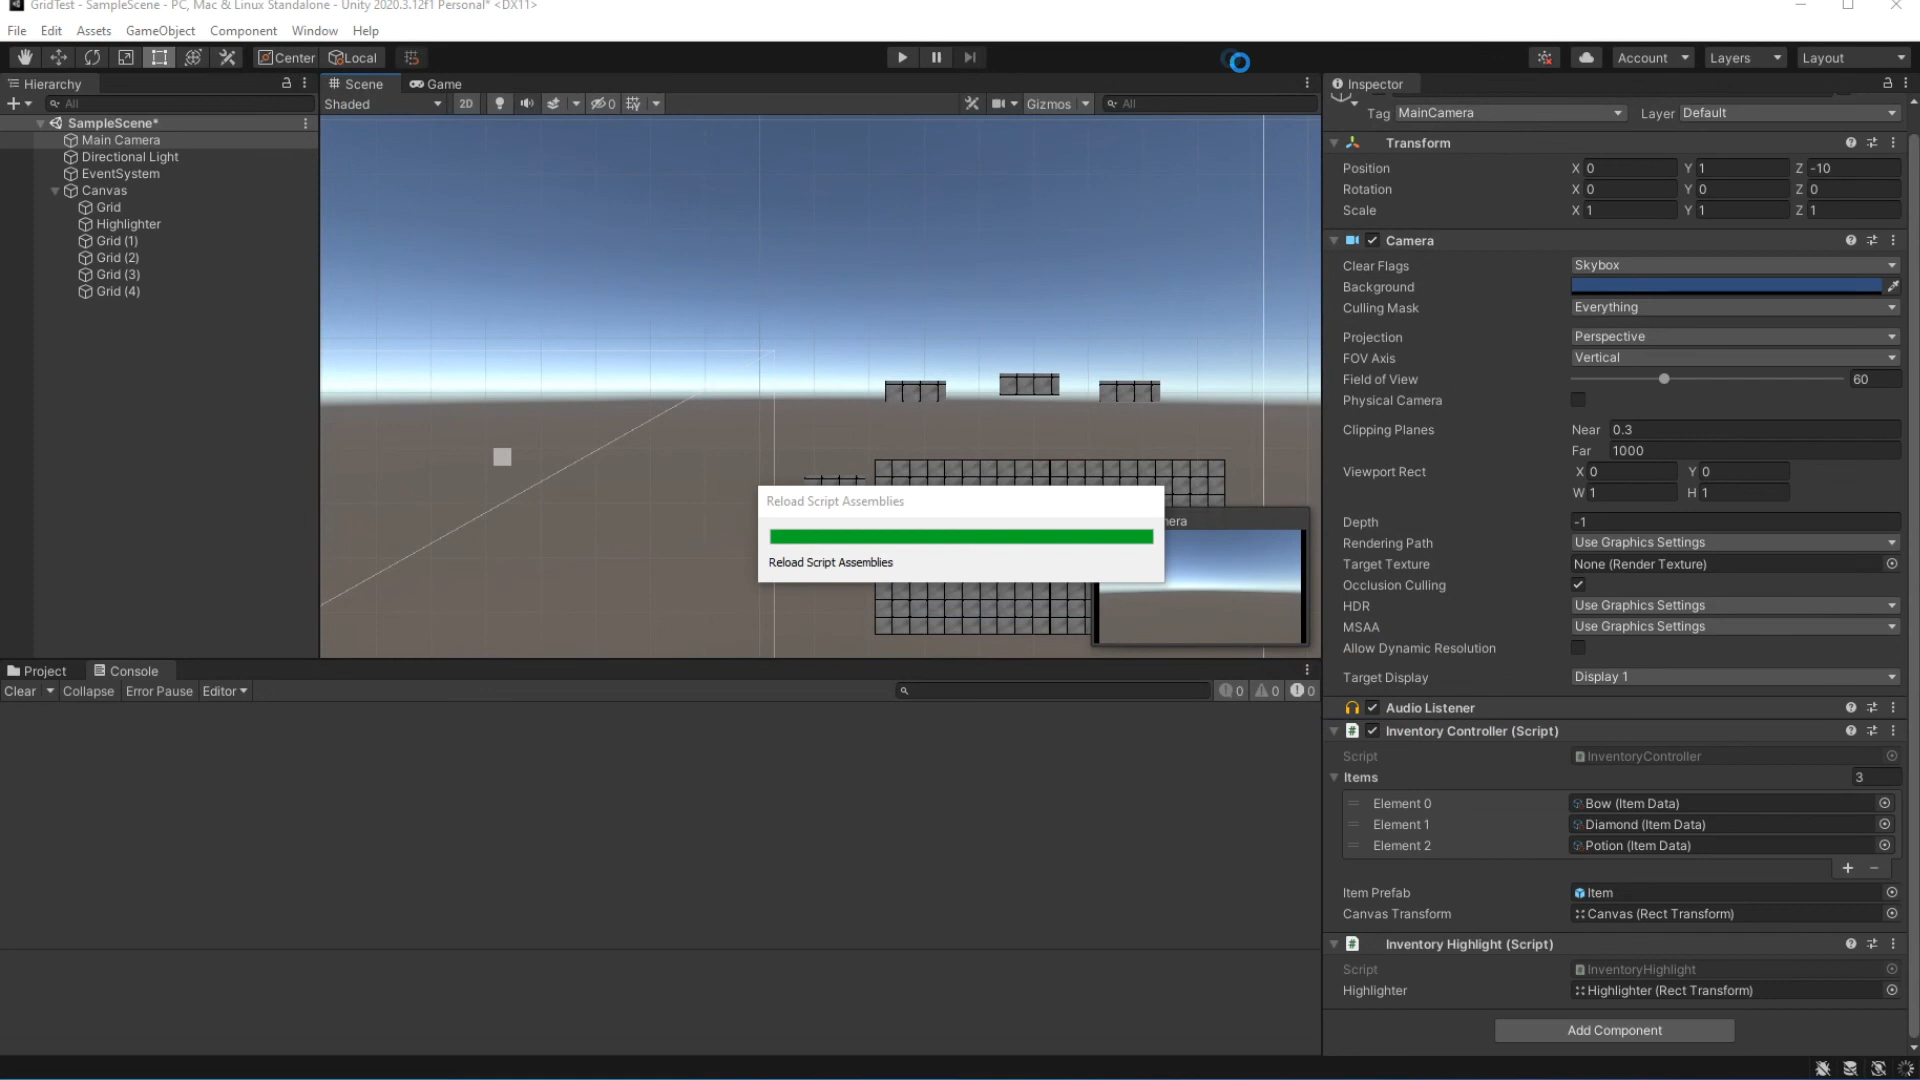 GridTest - SampleScene - PC, Mac & Linux Standalone - Unity 2020.3.12f1 Personal* <DX11>
File Edit Assets GameObject Component Window Help
Center Local Account Layers Layout
Hierarchy
All
SampleScene*
Main Camera
Directional Light
EventSystem
Canvas
Grid
Highlighter
Grid (1)
Grid (2)
Grid (3)
Grid (4)
Scene Game
Shaded 2D 0 Gizmos All
Reload Script Assemblies
Reload Script Assemblies
Project Console
Clear Collapse Error Pause Editor 0 0 0
Inspector
Tag MainCamera Layer Default
Transform
Position X 0 Y 1 Z -10
Rotation X 0 Y 0 Z 0
Scale X 1 Y 1 Z 1
Camera
Clear Flags Skybox
Background
Culling Mask Everything
Projection Perspective
FOV Axis Vertical
Field of View 60
Physical Camera
Clipping Planes Near 0.3
Far 1000
Viewport Rect X 0 Y 0
W 1 H 1
Depth -1
Rendering Path Use Graphics Settings
Target Texture None (Render Texture)
Occlusion Culling
HDR Use Graphics Settings
MSAA Use Graphics Settings
Allow Dynamic Resolution
Target Display Display 1
Audio Listener
Inventory Controller (Script)
Script InventoryController
Items 3
Element 0 Bow (Item Data)
Element 1 Diamond (Item Data)
Element 2 Potion (Item Data)
Item Prefab Item
Canvas Transform Canvas (Rect Transform)
Inventory Highlight (Script)
Script InventoryHighlight
Highlighter Highlighter (Rect Transform)
Add Component